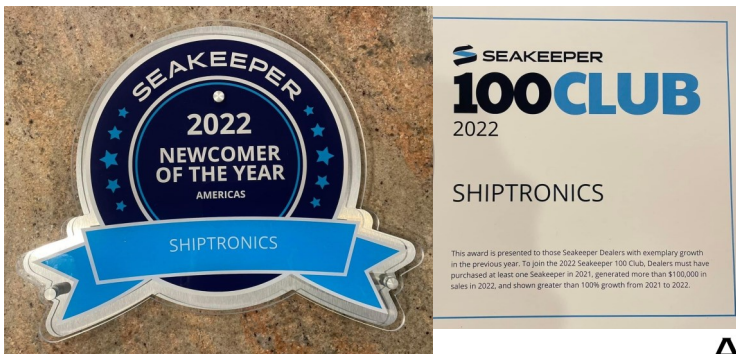 SEAKEEPER
2022
NEWCOMER
OF THE YEAR
AMERICAS
SHIPTRONICS
SEAKEEPER
100CLUB
2022
SHIPTRONICS
This award is presented to those Seakeeper Dealers with exemplary growth
in the previous year. To join the 2022 Seakeeper 100 Club, Dealers must have
purchased at least one Seakeeper in 2021, generated more than $100,000 in
sales in 2022, and shown greater than 100% growth from 2021 to 2022.